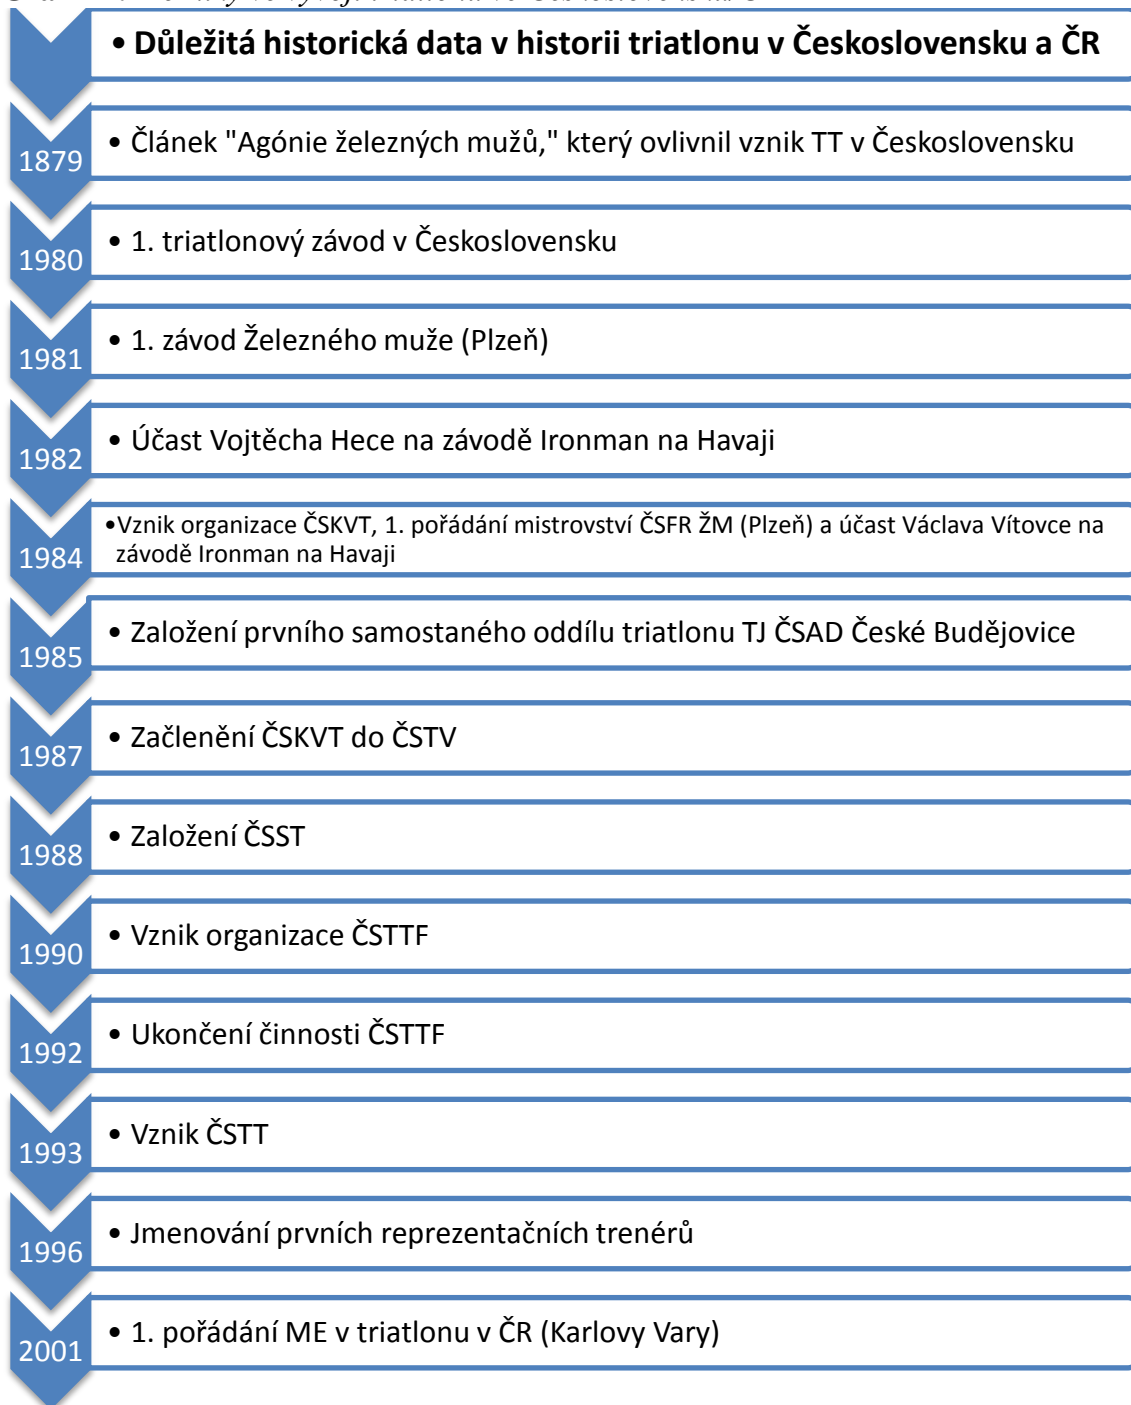 • Důležitá historická data v historii triatlonu v Československu a ČR
1879
• Článek "Agónie železných mužů," který ovlivnil vznik TT v Československu
1980
• 1. triatlonový závod v Československu
1981
• 1. závod Železného muže (Plzeň)
1982
• Účast Vojtěcha Hece na závodě Ironman na Havaji
1984
•Vznik organizace ČSKVT, 1. pořádání mistrovství ČSFR ŽM (Plzeň) a účast Václava Vítovce na
závodě Ironman na Havaji
1985
• Založení prvního samostaného oddílu triatlonu TJ ČSAD České Budějovice
1987
• Začlenění ČSKVT do ČSTV
1988
• Založení ČSST
1990
• Vznik organizace ČSTTF
1992
• Ukončení činnosti ČSTTF
1993
• Vznik ČSTT
1996
• Jmenování prvních reprezentačních trenérů
2001
• 1. pořádání ME v triatlonu v ČR (Karlovy Vary)